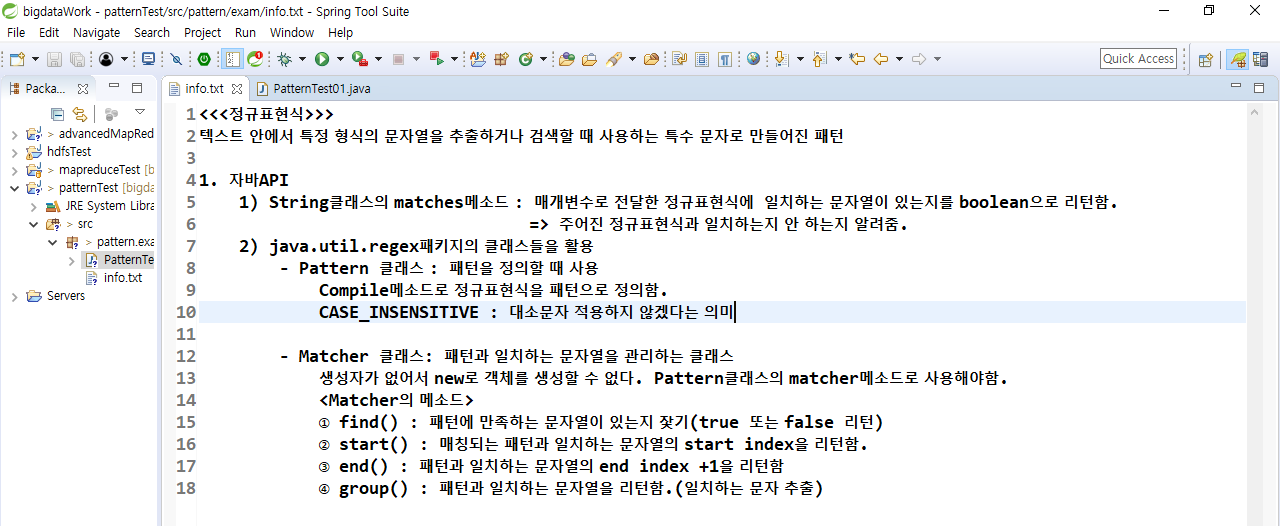 bigdataWork - patternTest/src/pattern/exam/info.txt - Spring Tool Suite
File Edit Navigate Search Project Run Window Help
Quick Access
Packa...
info.txt
PatternTest01.java
> advancedMapRed
hdfsTest
> mapreduceTest [b
> patternTest [bigda
JRE System Libra
> src
> pattern.exa
PatternTe
info.txt
Servers
1 <<<정규표현식>>>
2 텍스트 안에서 특정 형식의 문자열을 추출하거나 검색할 때 사용하는 특수 문자로 만들어진 패턴
3
4 1. 자바API
5 1) String클래스의 matches메소드 : 매개변수로 전달한 정규표현식에 일치하는 문자열이 있는지를 boolean으로 리턴함.
6 => 주어진 정규표현식과 일치하는지 안 하는지 알려줌.
7 2) java.util.regex패키지의 클래스들을 활용
8 - Pattern 클래스 : 패턴을 정의할 때 사용
9 Compile메소드로 정규표현식을 패턴으로 정의함.
10 CASE_INSENSITIVE : 대소문자 적용하지 않겠다는 의미
11
12 - Matcher 클래스: 패턴과 일치하는 문자열을 관리하는 클래스
13 생성자가 없어서 new로 객체를 생성할 수 없다. Pattern클래스의 matcher메소드로 사용해야함.
14 <Matcher의 메소드>
15 ① find() : 패턴에 만족하는 문자열이 있는지 찿기(true 또는 false 리턴)
16 ② start() : 매칭되는 패턴과 일치하는 문자열의 start index을 리턴함.
17 ③ end() : 패턴과 일치하는 문자열의 end index +1을 리턴함
18 ④ group() : 패턴과 일치하는 문자열을 리턴함.(일치하는 문자 추출)